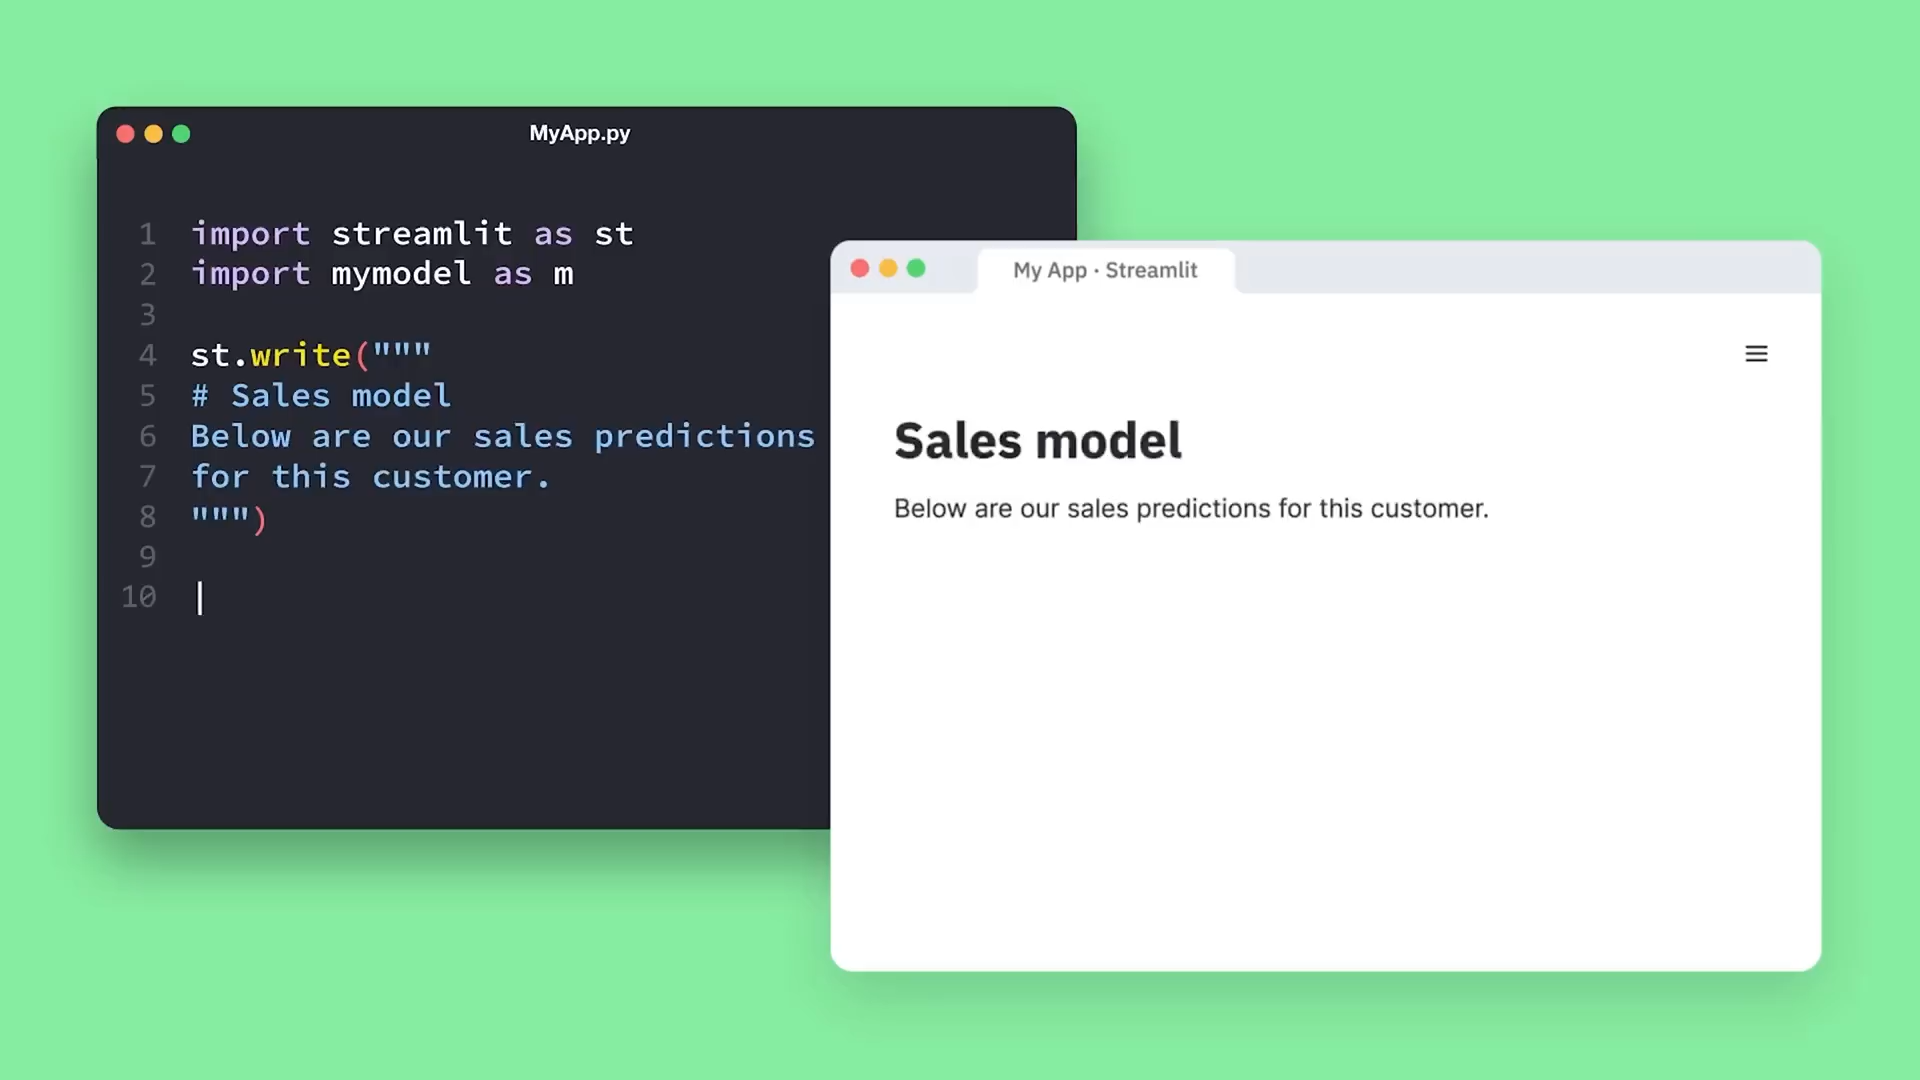 MyApp.py
1 import streamlit as st
2 import mymodel as m
3
4 st.write("""
5 # Sales model
6 Below are our sales predictions
7 for this customer.
8 """)
9
10
My App · Streamlit
Sales model
Below are our sales predictions for this customer.